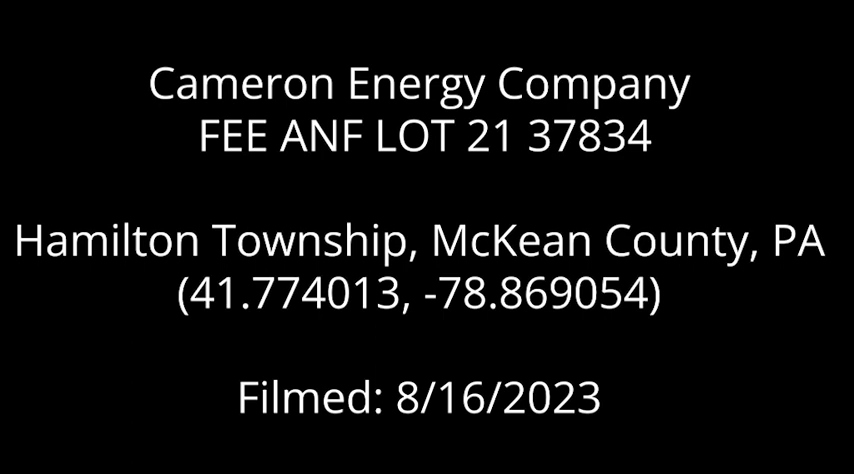 Cameron Energy Company
FEE ANF LOT 21 37834
Hamilton Township, McKean County, PA
(41.774013, -78.869054)
Filmed: 8/16/2023